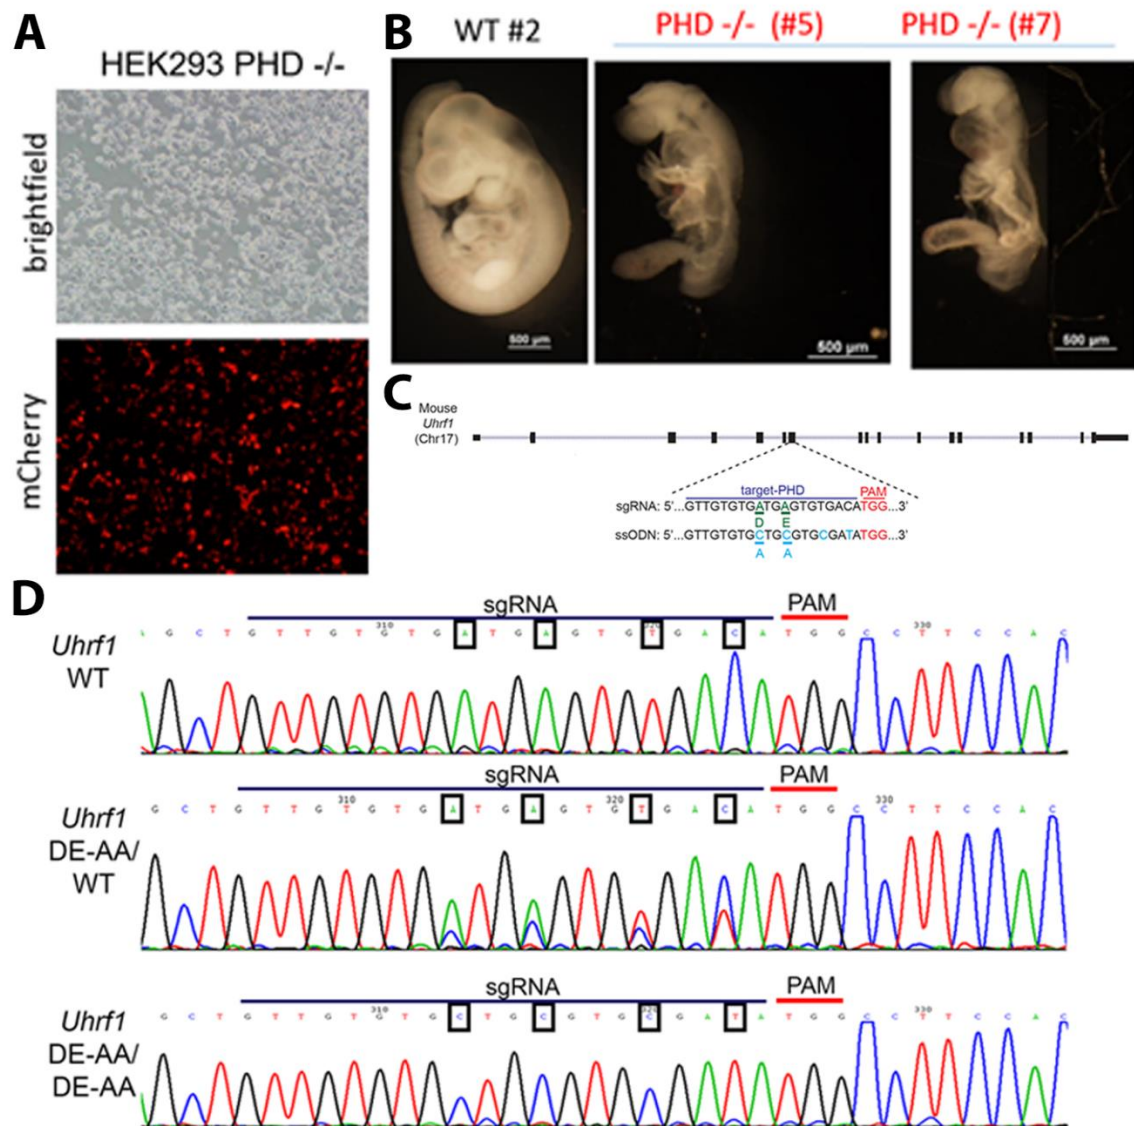 A
HEK293 PHD -/-
brightfield
mCherry
B
WT #2
PHD -/- (#5)
PHD -/- (#7)
500 µm
500 µm
500 µm
C
Mouse
Uhrf1
(Chr17)
target-PHD
PAM
sgRNA: 5'...GTTGTGTGATGAGTGTGACATGG...3'
D E
ssODN: 5'...GTTGTGTGCTGCGTGCGATATGG...3'
A A
D
sgRNA
PAM
Uhrf1
WT
310
320
330
A G C T G T T G T G T G A T G A G T G T G A C A T G G C C T T C C A C
sgRNA
PAM
Uhrf1
DE-AA/
WT
310
320
330
G C T G T T G T G T G A T G A G T G T G A C A T G G C C T T C C A C
sgRNA
PAM
Uhrf1
DE-AA/
DE-AA
310
320
330
G C T G T T G T G T G C T G C G T G C G A T A T G G C C T T C C A C